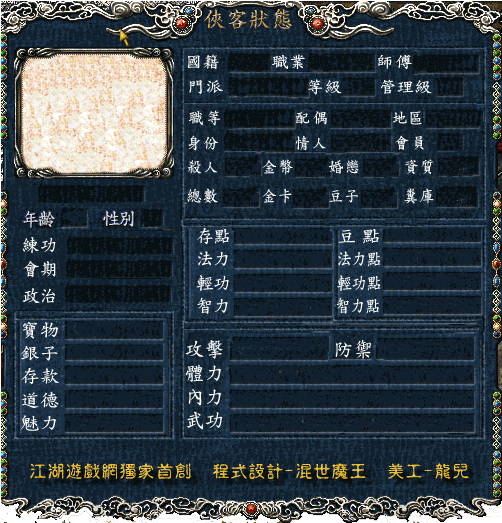 俠客狀態
國籍 職業 師傅
門派 等級 管理級
職等 配偶 地區
身份 情人 會員
殺人 金幣 婚戀 資質
總數 金卡 豆子 糞庫
年齡 性別
練功
會期
政治
存點 豆點
法力 法力點
輕功 輕功點
智力 智力點
寶物
銀子
存款
道德
魅力
攻擊 防禦
體力
內力
武功
江湖遊戲網獨家首創 程式設計-混世魔王 美工-龍兒